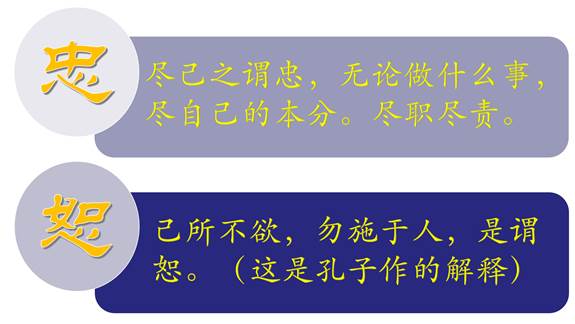 忠
尽己之谓忠，无论做什么事，
尽自己的本分。尽职尽责。
恕
己所不欲，勿施于人，是谓
恕。（这是孔子作的解释）